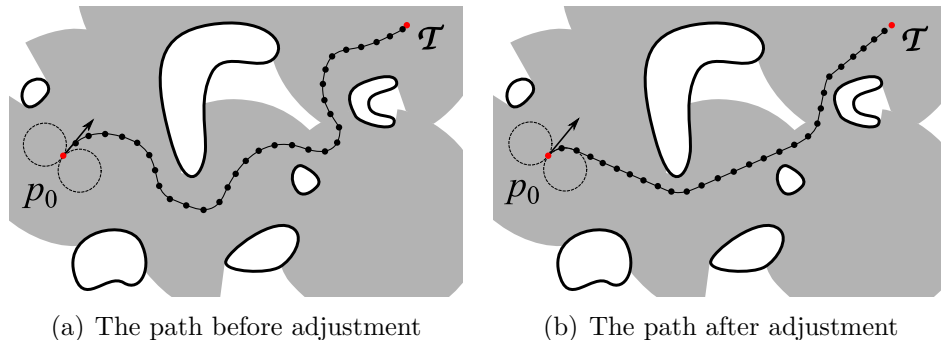 𝒯
𝒯
p₀
p₀
(a) The path before adjustment
(b) The path after adjustment